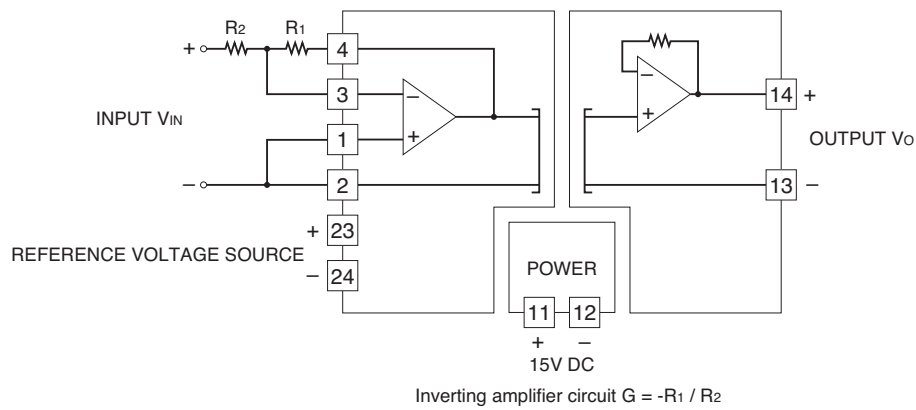 R2 R1
+ 4
3 − − 14 +
INPUT VIN + OUTPUT VO
1 +
− 2 13 −
+ 23
REFERENCE VOLTAGE SOURCE
− 24
POWER
11 12
+ −
15V DC
Inverting amplifier circuit G = -R1 / R2